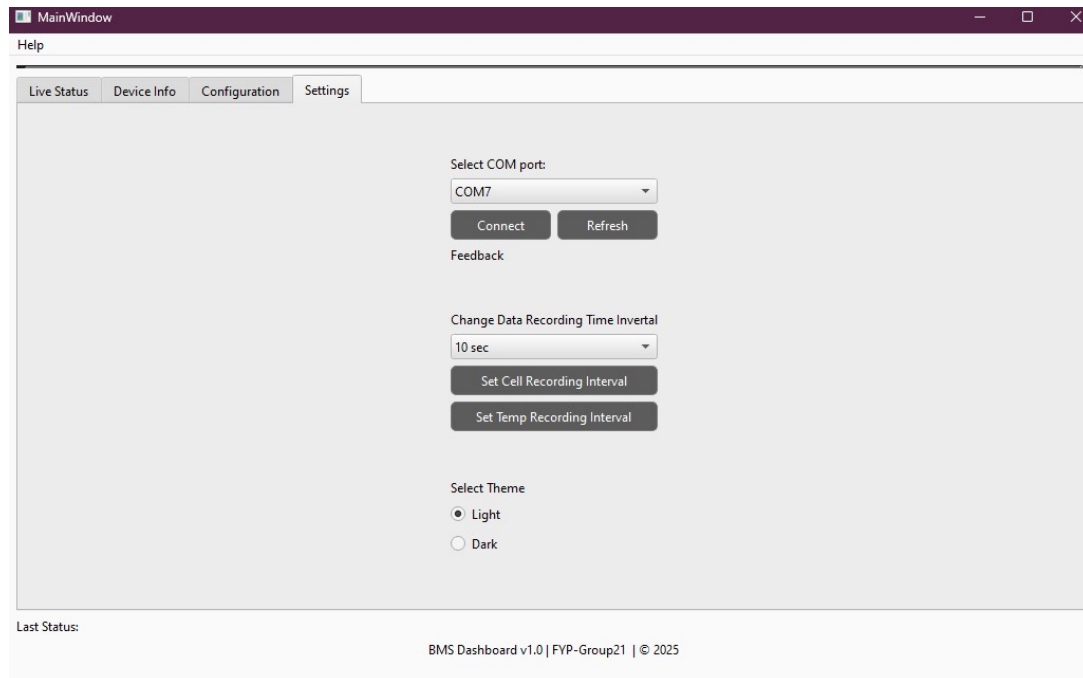 MainWindow
Help
Live Status Device Info Configuration Settings
Select COM port:
COM7
Connect Refresh
Feedback
Change Data Recording Time Invertal
10 sec
Set Cell Recording Interval
Set Temp Recording Interval
Select Theme
Light
Dark
Last Status:
BMS Dashboard v1.0 | FYP-Group21 | © 2025